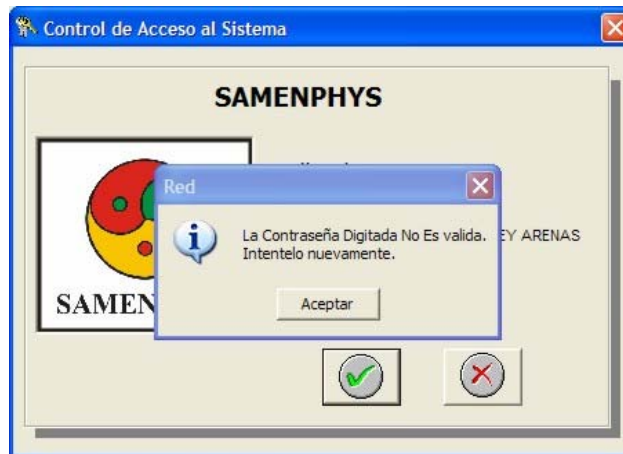 Control de Acceso al Sistema
SAMENPHYS
Red
La Contraseña Digitada No Es valida.
EY ARENAS
Intentelo nuevamente.
Aceptar
SAMEN